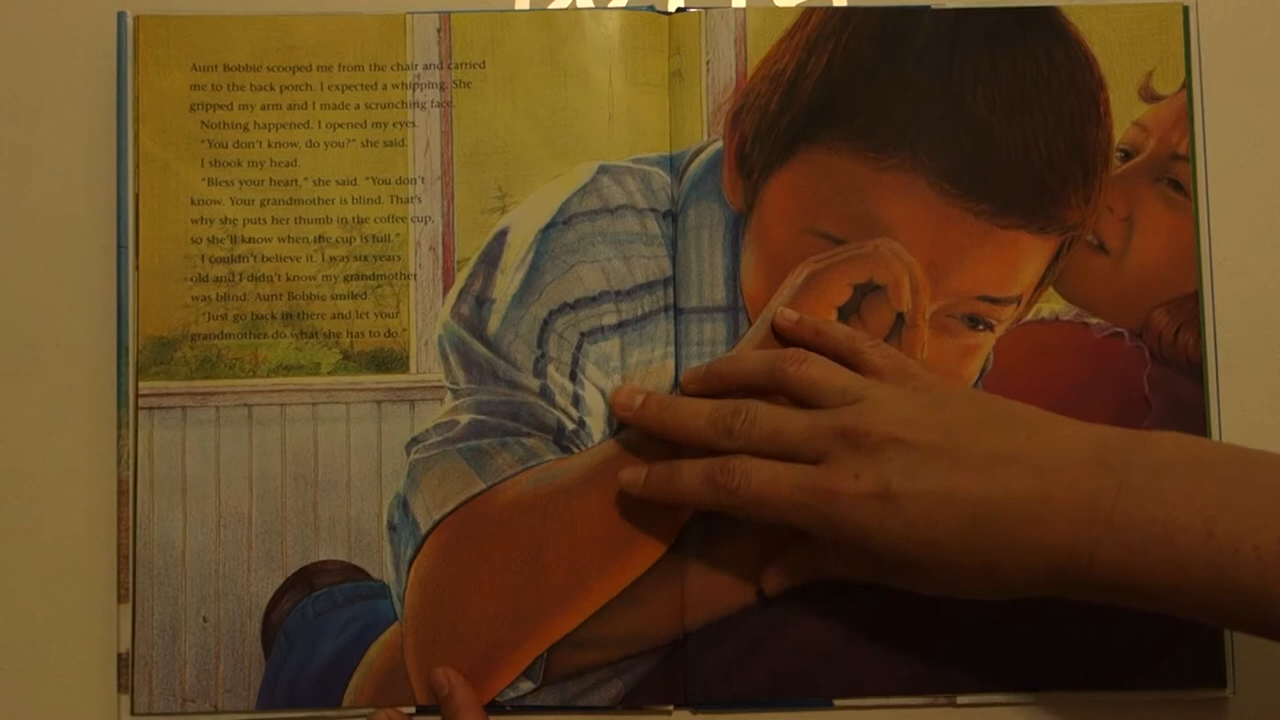 Aunt Bobbie scooped me from the chair and carried
me to the back porch. I expected a whipping. She
gripped my arm and I made a scrunching face.
Nothing happened. I opened my eyes.
"You don't know, do you?" she said.
I shook my head.
"Bless your heart," she said. "You don't
know. Your grandmother is blind. That's
why she puts her thumb in the coffee cup,
so she'll know when the cup is full."
I couldn't believe it. I was six years
old and I didn't know my grandmother
was blind. Aunt Bobbie smiled.
"Just go back in there and let your
grandmother do what she has to do."